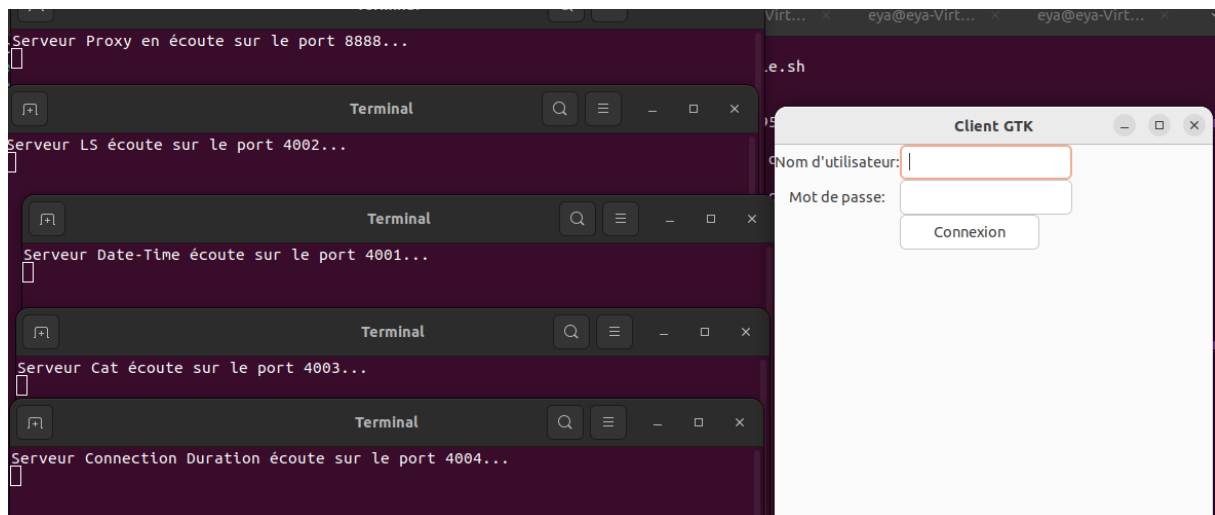 Serveur Proxy en écoute sur le port 8888...
Terminal
Serveur LS écoute sur le port 4002...
Terminal
Serveur Date-Time écoute sur le port 4001...
Terminal
Serveur Cat écoute sur le port 4003...
Terminal
Serveur Connection Duration écoute sur le port 4004...
Virt... eya@eya-Virt... eya@eya-Virt...
e.sh
Client GTK
Nom d'utilisateur:
Mot de passe:
Connexion